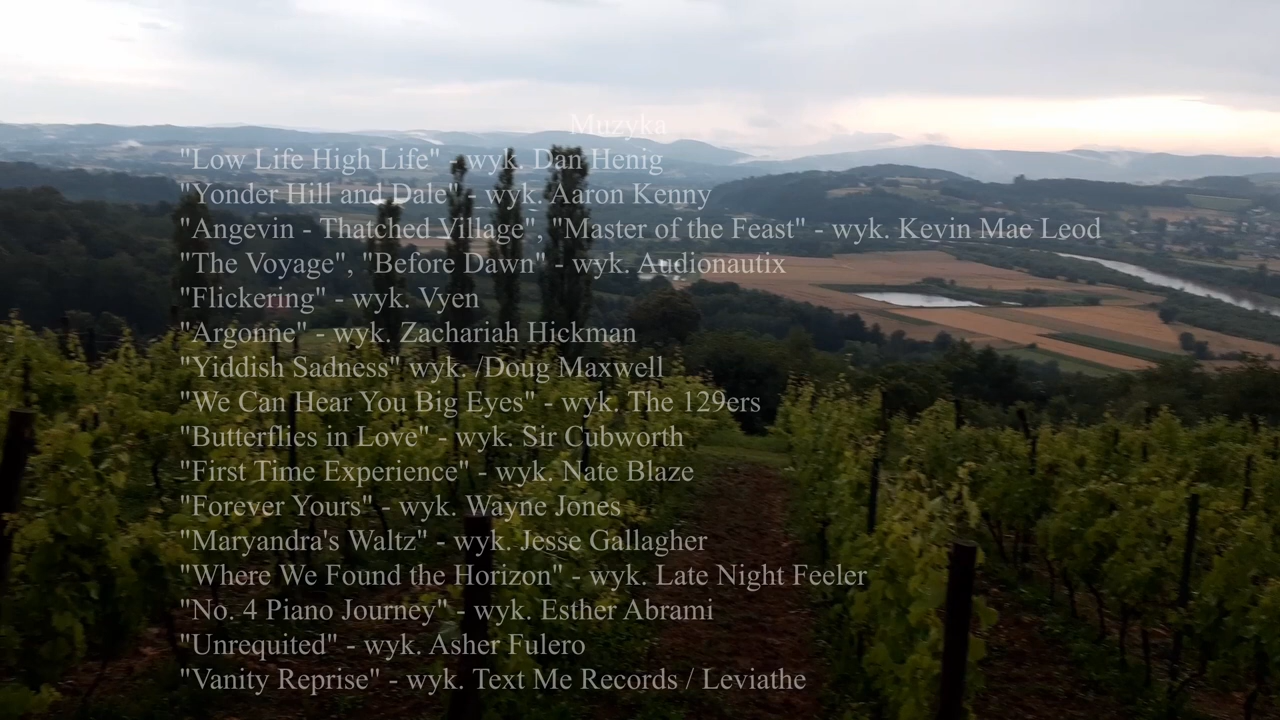 Muzyka
"Low Life High Life" - wyk. Dan Henig
"Yonder Hill and Dale" - wyk. Aaron Kenny
"Angevin - Thatched Village", "Master of the Feast" - wyk. Kevin Mac Leod
"The Voyage", "Before Dawn" - wyk. Audionautix
"Flickering" - wyk. Vyen
"Argonne" - wyk. Zachariah Hickman
"Yiddish Sadness" wyk. /Doug Maxwell
"We Can Hear You Big Eyes" - wyk. The 129ers
"Butterflies in Love" - wyk. Sir Cubworth
"First Time Experience" - wyk. Nate Blaze
"Forever Yours" - wyk. Wayne Jones
"Maryandra's Waltz" - wyk. Jesse Gallagher
"Where We Found the Horizon" - wyk. Late Night Feeler
"No. 4 Piano Journey" - wyk. Esther Abrami
"Unrequited"  - wyk. Asher Fulero
"Vanity Reprise" - wyk. Text Me Records / Leviathe